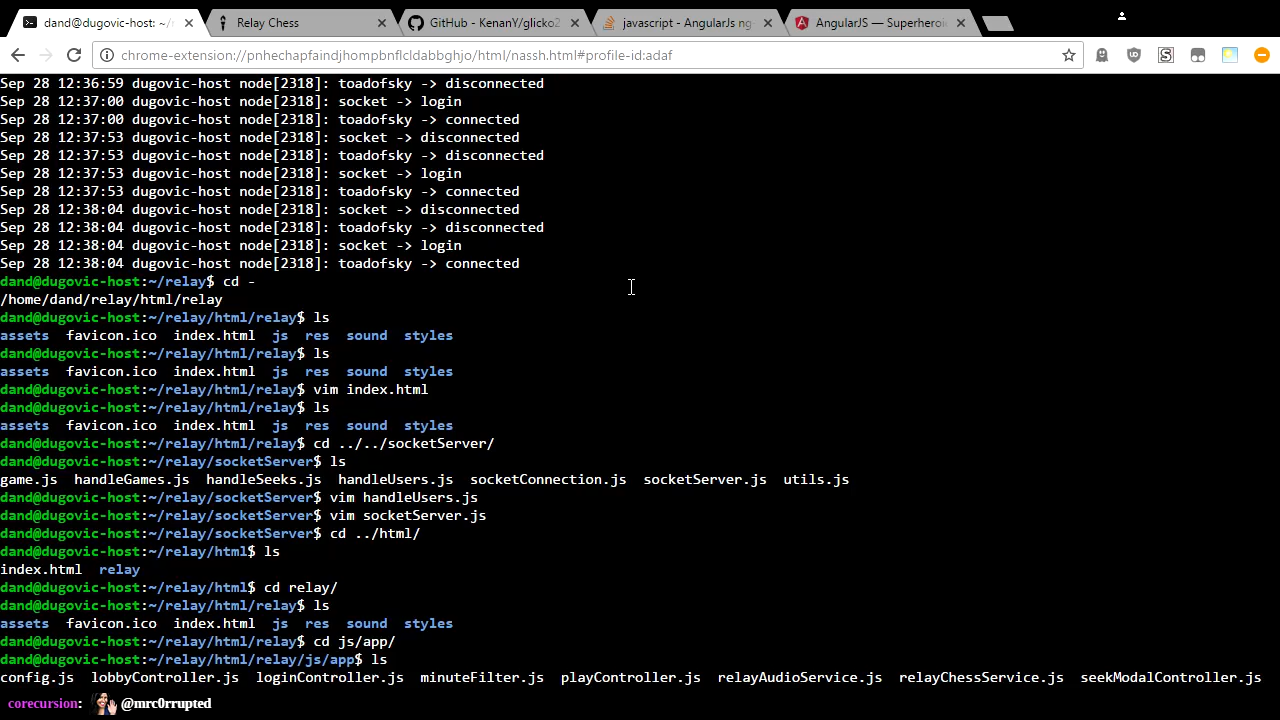 dand@dugovic-host: ~/r
Relay Chess
GitHub - KenanY/glicko2
javascript - AngularJs ng-
AngularJS — Superheroic
chrome-extension://pnhechapfaindjhompbnflcldabbghjo/html/nassh.html#profile-id:adaf
Sep 28 12:36:59 dugovic-host node[2318]: toadofsky -> disconnected
Sep 28 12:37:00 dugovic-host node[2318]: socket -> login
Sep 28 12:37:00 dugovic-host node[2318]: toadofsky -> connected
Sep 28 12:37:53 dugovic-host node[2318]: socket -> disconnected
Sep 28 12:37:53 dugovic-host node[2318]: toadofsky -> disconnected
Sep 28 12:37:53 dugovic-host node[2318]: socket -> login
Sep 28 12:37:53 dugovic-host node[2318]: toadofsky -> connected
Sep 28 12:38:04 dugovic-host node[2318]: socket -> disconnected
Sep 28 12:38:04 dugovic-host node[2318]: toadofsky -> disconnected
Sep 28 12:38:04 dugovic-host node[2318]: socket -> login
Sep 28 12:38:04 dugovic-host node[2318]: toadofsky -> connected
dand@dugovic-host:~/relay$ cd -
/home/dand/relay/html/relay
dand@dugovic-host:~/relay/html/relay$ ls
assets favicon.ico index.html js res sound styles
dand@dugovic-host:~/relay/html/relay$ ls
assets favicon.ico index.html js res sound styles
dand@dugovic-host:~/relay/html/relay$ vim index.html
dand@dugovic-host:~/relay/html/relay$ ls
assets favicon.ico index.html js res sound styles
dand@dugovic-host:~/relay/html/relay$ cd ../../socketServer/
dand@dugovic-host:~/relay/socketServer$ ls
game.js handleGames.js handleSeeks.js handleUsers.js socketConnection.js socketServer.js utils.js
dand@dugovic-host:~/relay/socketServer$ vim handleUsers.js
dand@dugovic-host:~/relay/socketServer$ vim socketServer.js
dand@dugovic-host:~/relay/socketServer$ cd ../html/
dand@dugovic-host:~/relay/html$ ls
index.html relay
dand@dugovic-host:~/relay/html$ cd relay/
dand@dugovic-host:~/relay/html/relay$ ls
assets favicon.ico index.html js res sound styles
dand@dugovic-host:~/relay/html/relay$ cd js/app/
dand@dugovic-host:~/relay/html/relay/js/app$ ls
config.js lobbyController.js loginController.js minuteFilter.js playController.js relayAudioService.js relayChessService.js seekModalController.js
corecursion: @mrc0rrupted